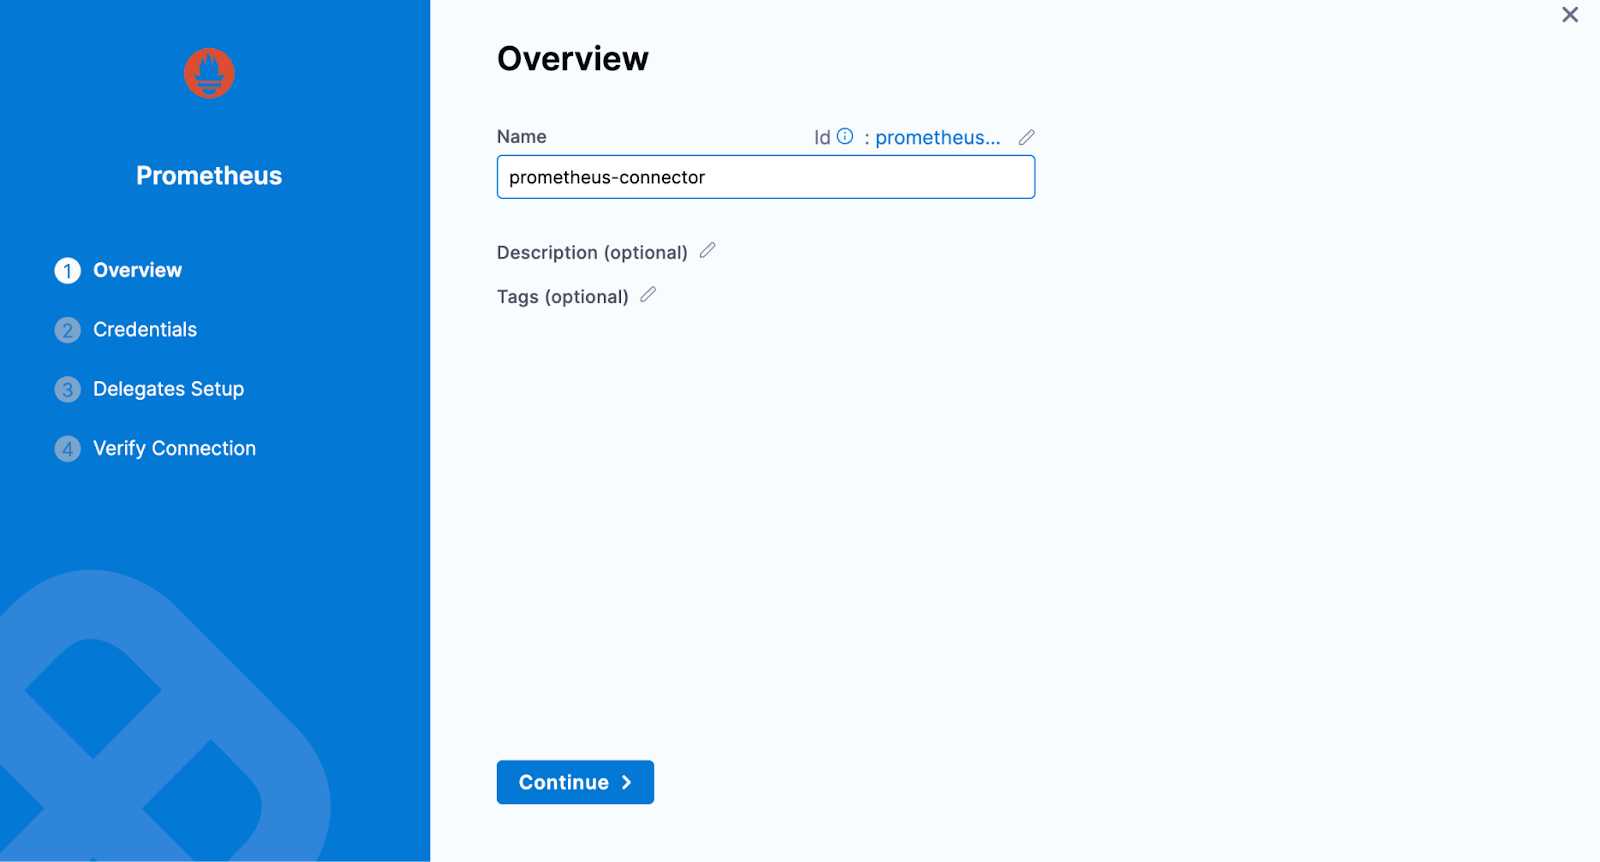 Prometheus
1 Overview
2 Credentials
3 Delegates Setup
4 Verify Connection
Overview
Name
Id : prometheus...
prometheus-connector
Description (optional)
Tags (optional)
Continue